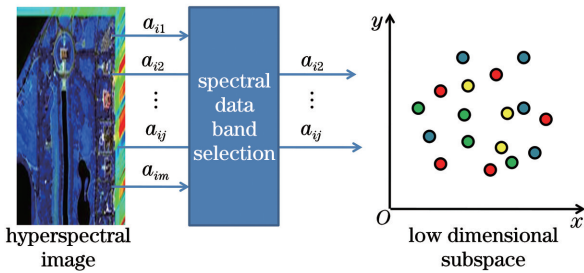 a_{i1}
a_{i2}
⋮
a_{ij}
a_{im}
hyperspectral
image
spectral
data
band
selection
a_{i2}
⋮
a_{ij}
y
O
x
low dimensional
subspace